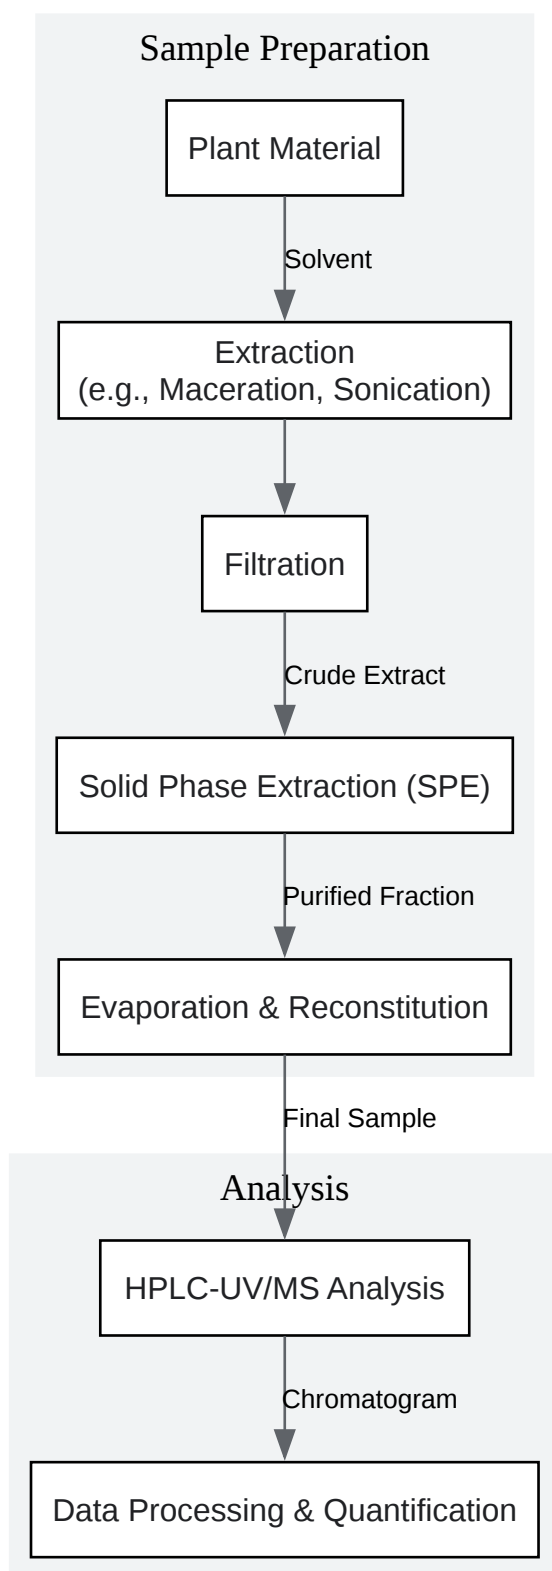 Sample Preparation
Plant Material
Solvent
Extraction
(e.g., Maceration, Sonication)
Filtration
Crude Extract
Solid Phase Extraction (SPE)
Purified Fraction
Evaporation & Reconstitution
Final Sample
Analysis
HPLC-UV/MS Analysis
Chromatogram
Data Processing & Quantification